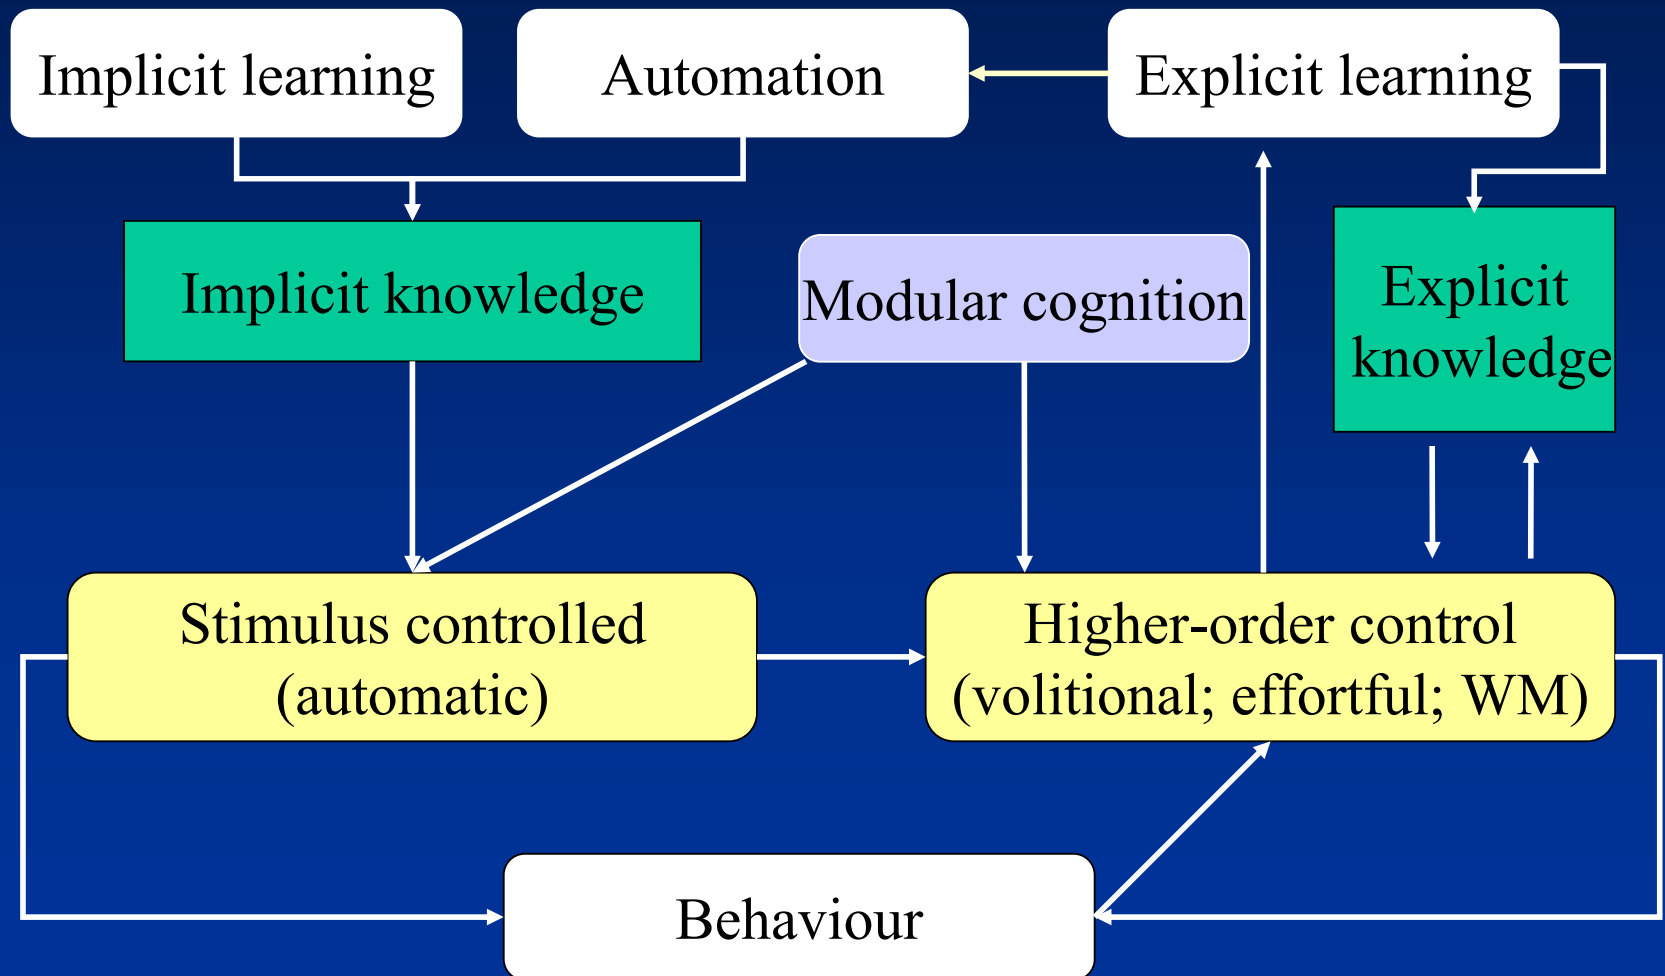 Implicit learning
Automation
Explicit learning
Implicit knowledge
Modular cognition
Explicit
knowledge
Stimulus controlled
(automatic)
Higher-order control
(volitional; effortful; WM)
Behaviour